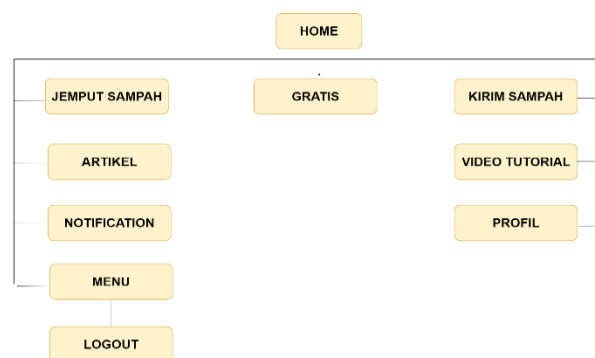 HOME
JEMPUT SAMPAH
GRATIS
KIRIM SAMPAH
ARTIKEL
VIDEO TUTORIAL
NOTIFICATION
PROFIL
MENU
LOGOUT